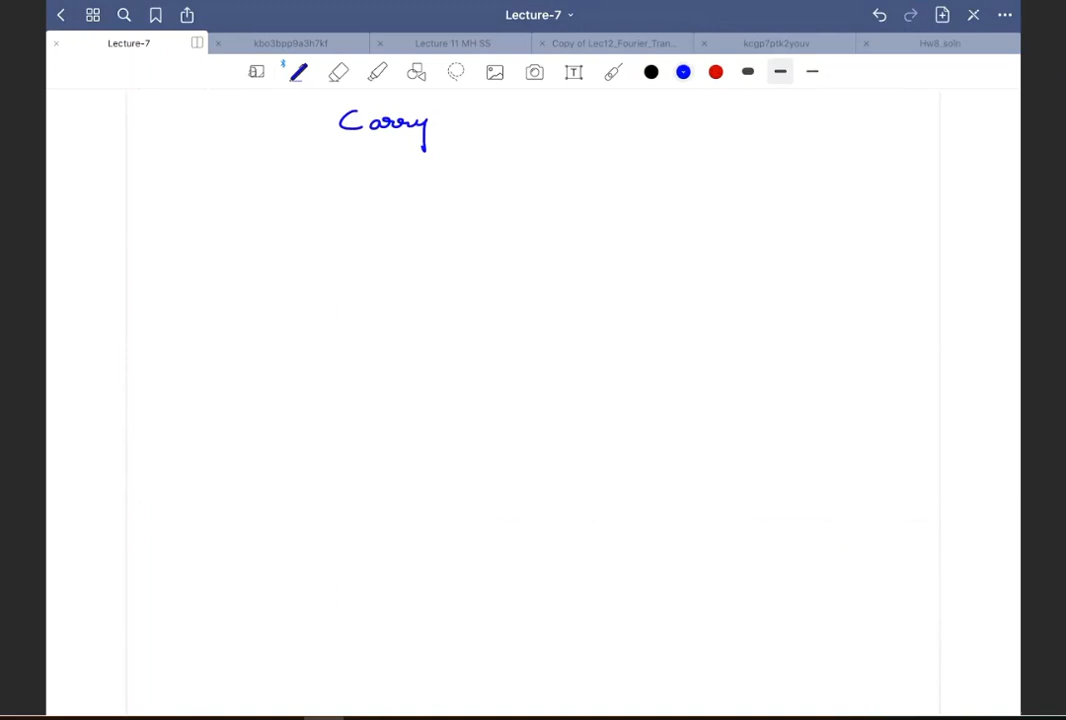 Lecture-7
Lecture-7 kbo3bpp9a3h7kf Lecture 11 MH SS Copy of Lec12_Fourier_Tran... kcgp7ptk2youv Hw8_soln
T
Carry